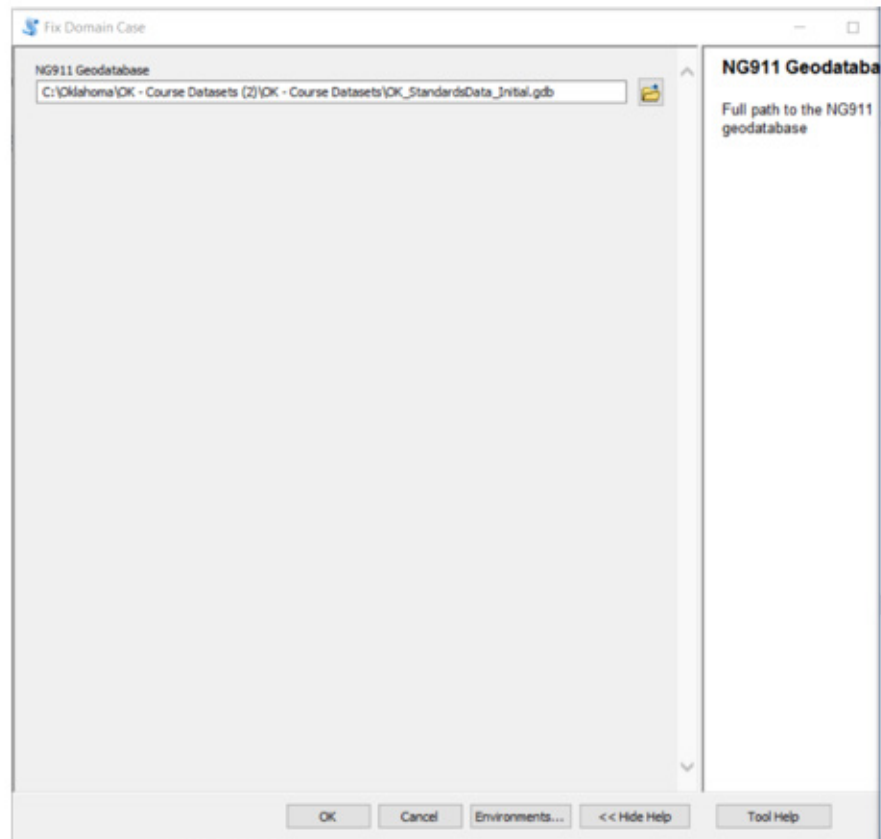 Fix Domain Case
NG911 Geodatabase
C:\Oklahoma\OK - Course Datasets (2)\OK - Course Datasets\OK_StandardsData_Initial.gdb
NG911 Geodataba
Full path to the NG911
geodatabase
OK
Cancel
Environments...
<< Hide Help
Tool Help